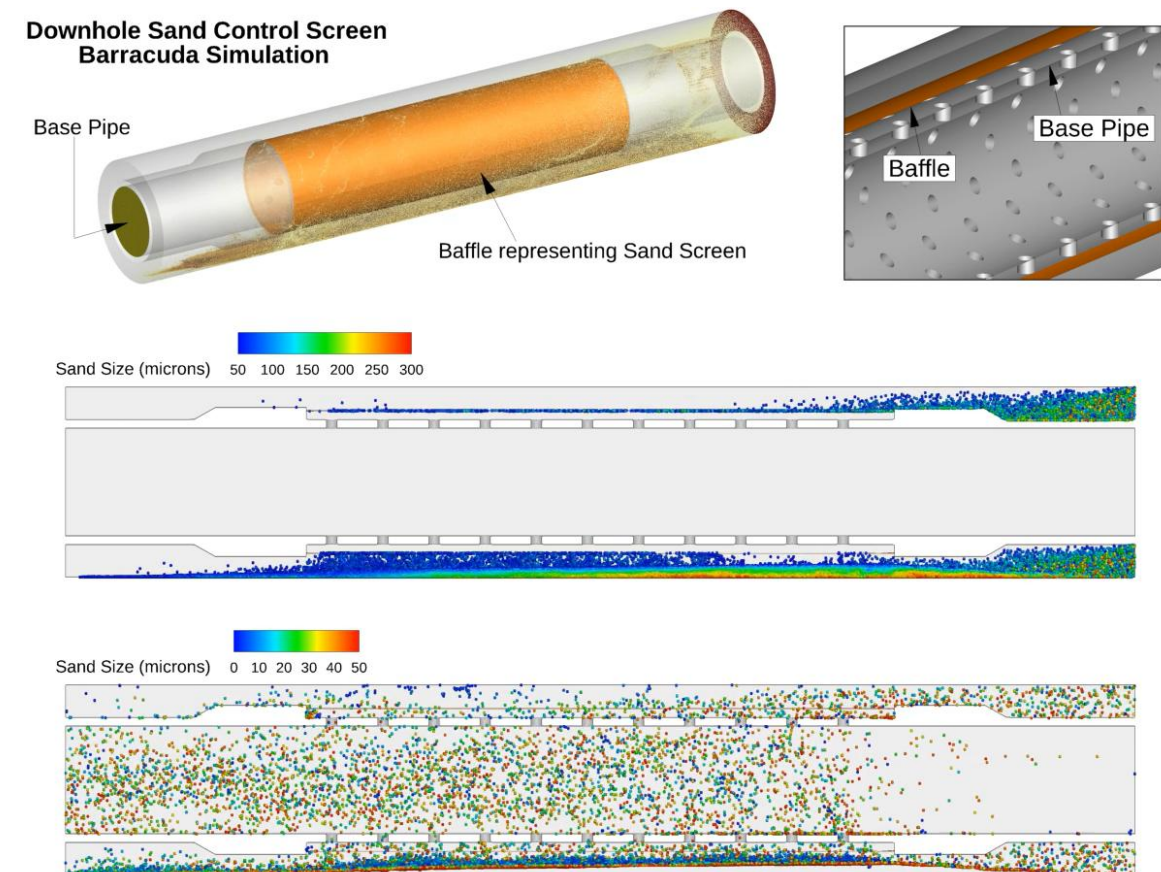 Downhole Sand Control Screen
Barracuda Simulation
Base Pipe
Baffle representing Sand Screen
Base Pipe
Baffle
Sand Size (microns) 50 100 150 200 250 300
Sand Size (microns) 0 10 20 30 40 50